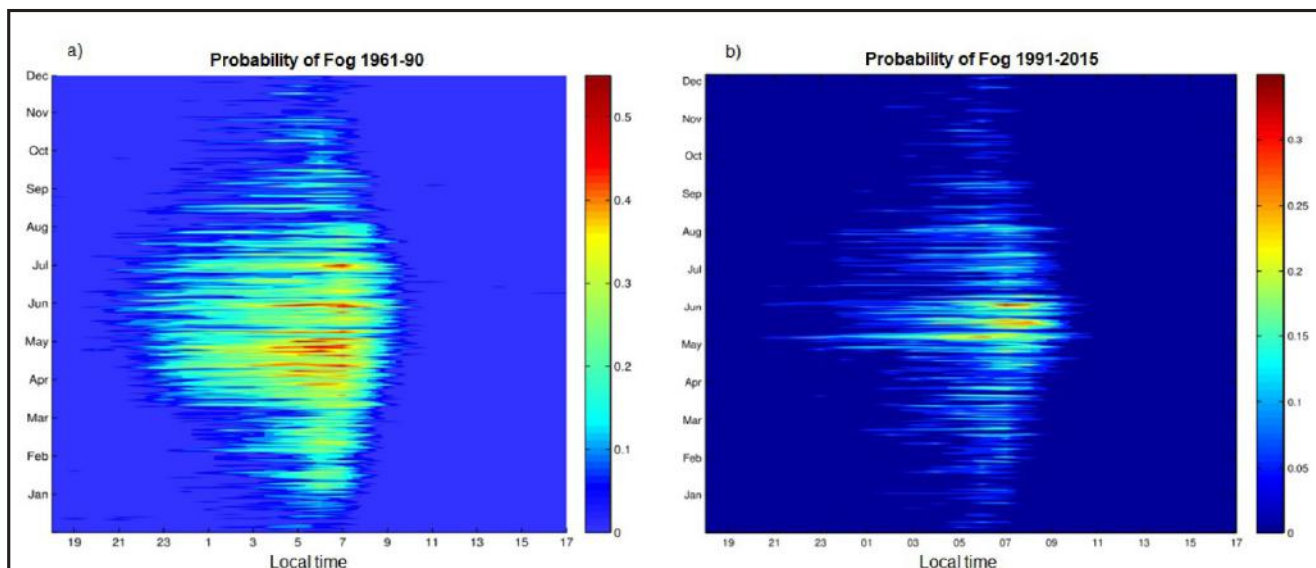 a)
Probability of Fog 1961-90
Dec
Nov
Oct
Sep
Aug
Jul
Jun
May
Apr
Mar
Feb
Jan
19 21 23 1 3 5 7 9 11 13 15 17
Local time
0.5
0.4
0.3
0.2
0.1
0
b)
Probability of Fog 1991-2015
Dec
Nov
Oct
Sep
Aug
Jul
Jun
May
Apr
Mar
Feb
Jan
19 21 23 01 03 05 07 09 11 13 15 17
Local time
0.3
0.25
0.2
0.15
0.1
0.05
0